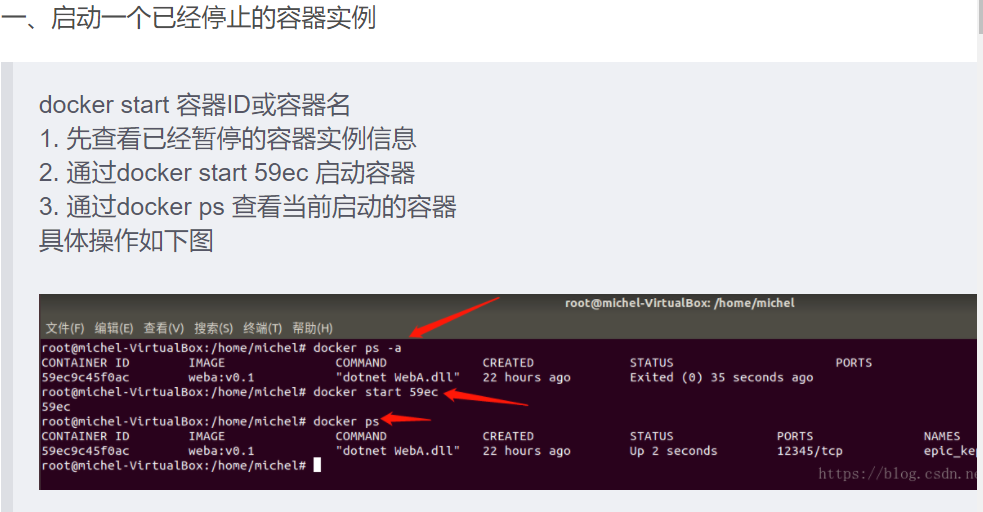 一、启动一个已经停止的容器实例
docker start 容器ID或容器名
1. 先查看已经暂停的容器实例信息
2. 通过docker start 59ec 启动容器
3. 通过docker ps 查看当前启动的容器
具体操作如下图
root@michel-VirtualBox: /home/michel
文件(F) 编辑(E) 查看(V) 搜索(S) 终端(T) 帮助(H)
root@michel-VirtualBox:/home/michel# docker ps -a
CONTAINER ID IMAGE COMMAND CREATED STATUS PORTS
59ec9c45f0ac weba:v0.1 "dotnet WebA.dll" 22 hours ago Exited (0) 35 seconds ago
root@michel-VirtualBox:/home/michel# docker start 59ec
59ec
root@michel-VirtualBox:/home/michel# docker ps
CONTAINER ID IMAGE COMMAND CREATED STATUS PORTS NAMES
59ec9c45f0ac weba:v0.1 "dotnet WebA.dll" 22 hours ago Up 2 seconds 12345/tcp epic_ke
root@michel-VirtualBox:/home/michel#
https://blog.csdn.ne